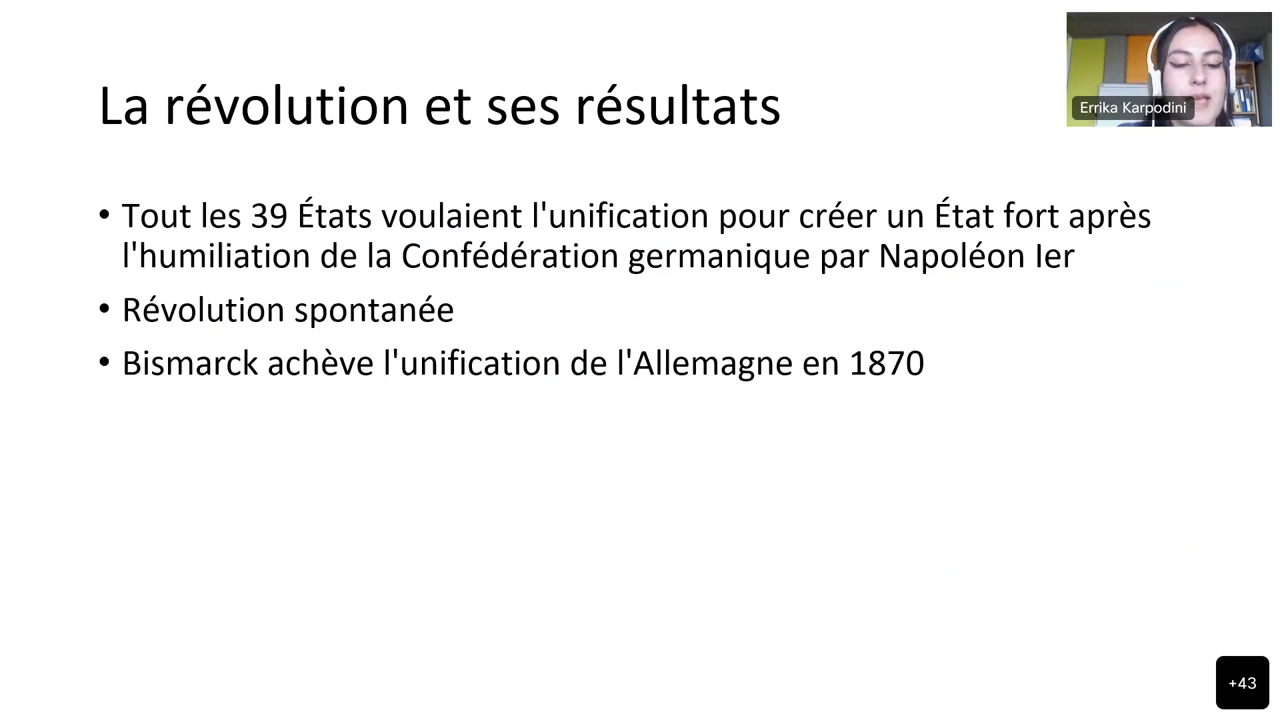 La révolution et ses résultats
Errika Karpodini
• Tout les 39 États voulaient l'unification pour créer un État fort après
l'humiliation de la Confédération germanique par Napoléon Ier
• Révolution spontanée
• Bismarck achève l'unification de l'Allemagne en 1870
+43